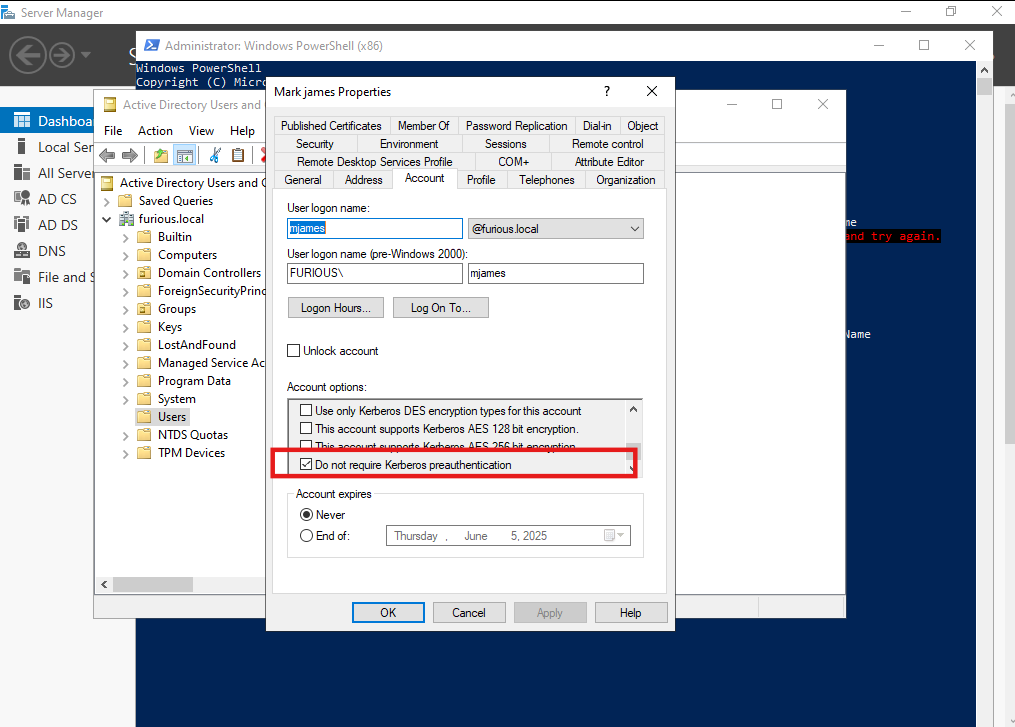 Server Manager
Administrator: Windows PowerShell (x86)
Windows PowerShell
Copyright (C) Micro
Active Directory Users and
File Action View Help
Dashboa
Local Ser
All Server
AD CS
AD DS
DNS
File and S
IIS
Active Directory Users and C
Saved Queries
furious.local
Builtin
Computers
Domain Controllers
ForeignSecurityPrinc
Groups
Keys
LostAndFound
Managed Service Ac
Program Data
System
Users
NTDS Quotas
TPM Devices
Mark james Properties
?
Published Certificates Member Of Password Replication Dial-in Object
Security Environment Sessions Remote control
Remote Desktop Services Profile COM+ Attribute Editor
General Address Account Profile Telephones Organization
User logon name:
mjames @furious.local
User logon name (pre-Windows 2000):
FURIOUS\ mjames
Logon Hours... Log On To...
Unlock account
Account options:
Use only Kerberos DES encryption types for this account
This account supports Kerberos AES 128 bit encryption.
This account supports Kerberos AES 256 bit encryption.
Do not require Kerberos preauthentication
Account expires
Never
End of: Thursday , June 5, 2025
OK Cancel Apply Help
me
and try again.
Name